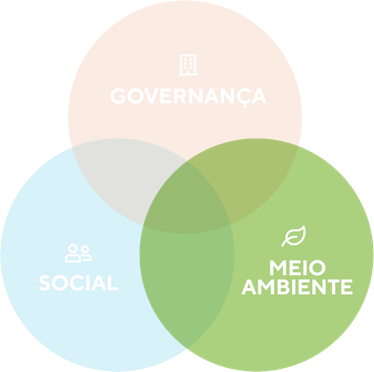 GOVERNANÇA
SOCIAL
MEIO
AMBIENTE